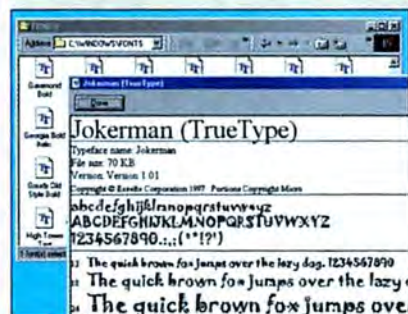 Address C:\WINDOWS\FONTS
Garamond
Bold
Georgia Bold
Italic
Goudy Old
Style Bold
High Tower
Text
1 font(s) select
Jokerman (TrueType)
Done
Jokerman (TrueType)
Typeface name: Jokerman
File size: 70 KB
Version: Version 1.01
Copyright © Esselte Corporation 1997 Portions Copyright Micro
abcdefghijklmnopqrstuvwxyz
ABCDEFGHIJKLMNOPQRSTUVWXYZ
1234567890.:,;(*"!?')
12 The quick brown fox jumps over the lazy dog. 1234567890
18 The quick brown fox jumps over the lazy d
24 The quick brown fox jumps ove